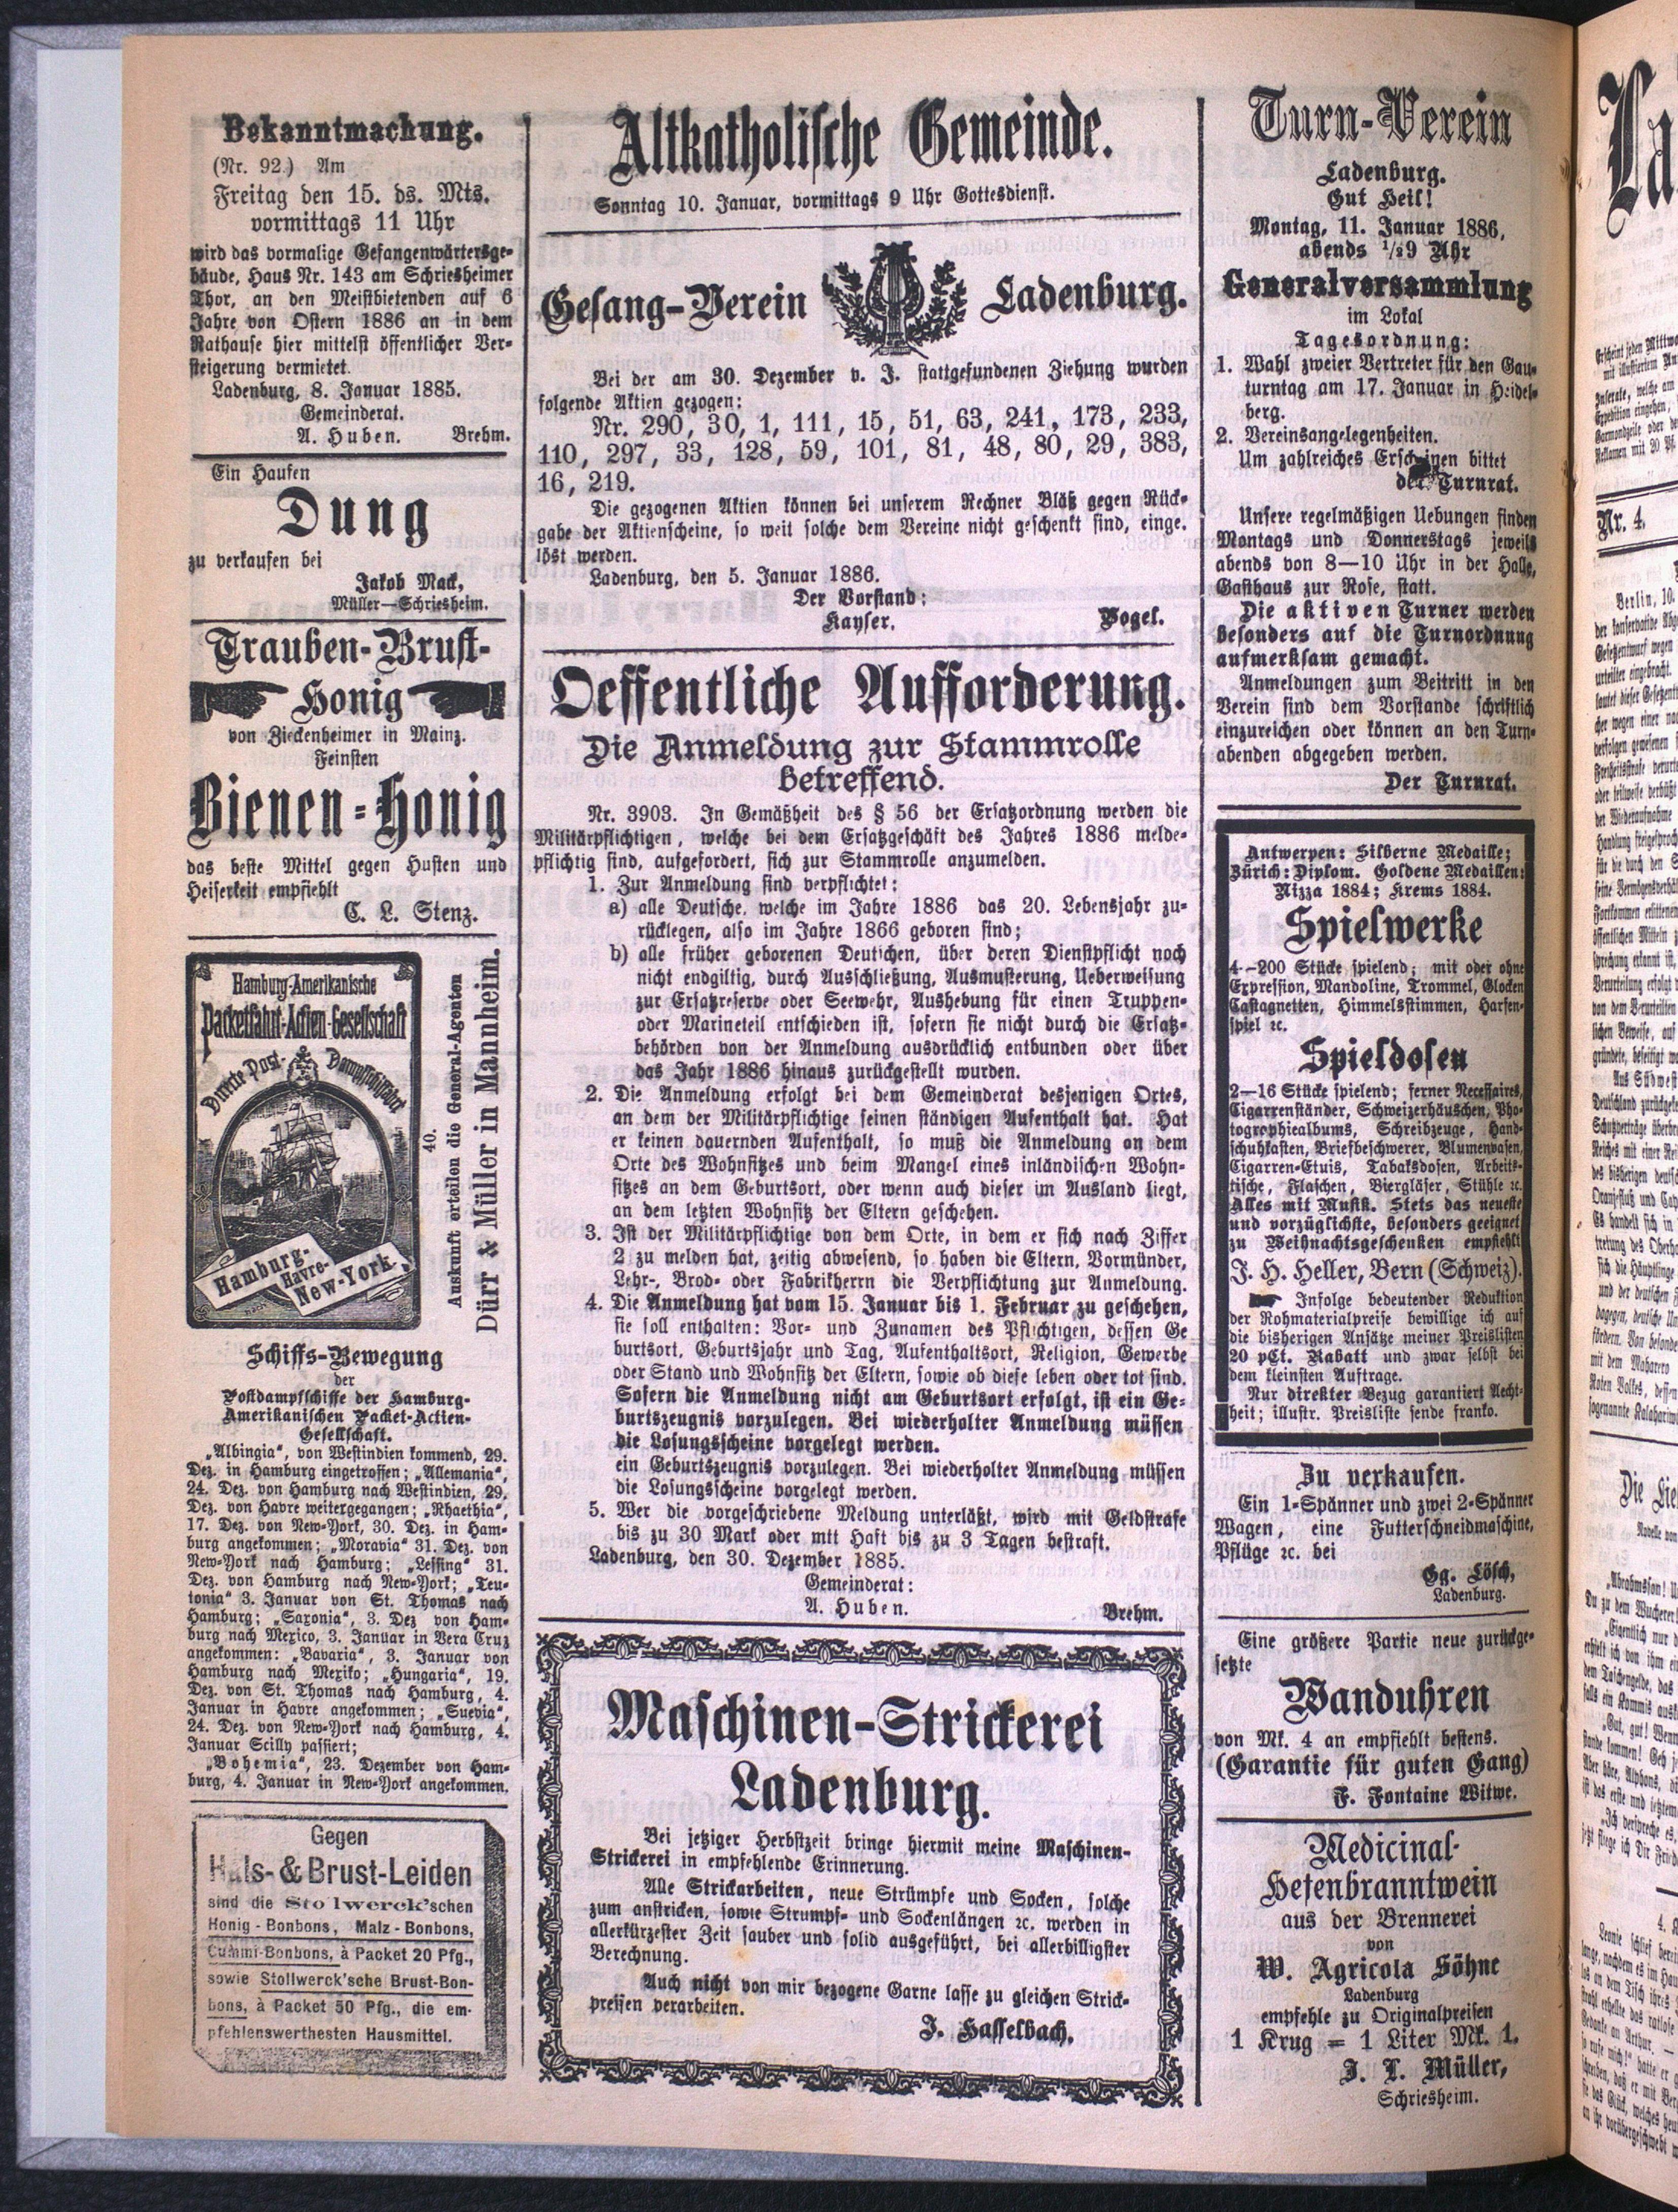 Bekanntmachung.
(Nr. 92.) Am
Freitag den 15. ds. Mts.
vormittags 11 Uhr
wird das vormalige Gefangenwärtersge-
bäude, Haus Nr. 143 am Schriesheimer
Thor, an den Meistbietenden auf 6
Jahre von Ostern 1886 an in dem
Rathause hier mittelst öffentlicher Ver-
steigerung vermietet.
Ladenburg, 8. Januar 1885.
Gemeinderat.
A. Huben. Brehm.
Ein Haufen
Dung
zu verkaufen bei
Jakob Mack,
Müller—Schriesheim.
Trauben-Brust-
Honig
von Zieckenheimer in Mainz.
Feinsten
Bienen-Honig
das beste Mittel gegen Husten und
Heiserkeit empfiehlt
C. L. Stenz.
Hamburg-Amerikanische
Packetfahrt-Actien-Gesellschaft
Directe Post- Dampfschiffahrt
Hamburg-
Havre-
New-York.
40.
Auskunft erteilen die General-Agenten
Dürr & Müller in Mannheim.
Schiffs-Bewegung
der
Postdampfschiffe der Hamburg-
Amerikanischen Packet-Actien-
Gesellschaft.
„Albingia“, von Westindien kommend, 29.
Dez. in Hamburg eingetroffen; „Allemania“,
24. Dez. von Hamburg nach Westindien, 29.
Dez. von Havre weitergegangen; „Rhaethia“,
17. Dez. von New-York, 30. Dez. in Ham-
burg angekommen; „Moravia“ 31. Dez. von
New-York nach Hamburg; „Lessing“ 31.
Dez. von Hamburg nach New-York; „Teu-
tonia“ 3. Januar von St. Thomas nach
Hamburg; „Saxonia“, 3. Dez von Ham-
burg nach Mexico, 3. Januar in Vera Cruz
angekommen: „Bavaria“, 3. Januar von
Hamburg nach Mexiko; „Hungaria“, 19.
Dez. von St. Thomas nach Hamburg, 4.
Januar in Havre angekommen; „Suevia“,
24. Dez. von New-York nach Hamburg, 4.
Januar Scilly passiert;
„Bohemia“, 23. Dezember von Ham-
burg, 4. Januar in New-York angekommen.
Gegen
Hals-& Brust-Leiden
sind die Stollwerck'schen
Honig-Bonbons, Malz-Bonbons,
Gummi-Bonbons, à Packet 20 Pfg.,
sowie Stollwerck'sche Brust-Bon-
bons, à Packet 50 Pfg., die em-
pfehlenswerthesten Hausmittel.
Altkatholische Gemeinde.
Sonntag 10. Januar, vormittags 9 Uhr Gottesdienst.
Gesang-Verein Ladenburg.
Bei der am 30. Dezember v. J. stattgefundenen Ziehung wurden
folgende Aktien gezogen:
Nr. 290, 30, 1, 111, 15, 51, 63, 241, 173, 233,
110, 297, 33, 128, 59, 101, 81, 48, 80, 29, 383,
16, 219.
Die gezogenen Aktien können bei unserem Rechner Bläß gegen Rück-
gabe der Aktienscheine, so weit solche dem Vereine nicht geschenkt sind, einge.
löst werden.
Ladenburg, den 5. Januar 1886.
Der Vorstand:
Kayser. Vogel.
Oeffentliche Aufforderung.
Die Anmeldung zur Stammrolle
betreffend.
Nr. 3903. In Gemäßheit des § 56 der Ersatzordnung werden die
Militärpflichtigen, welche bei dem Ersatzgeschäft des Jahres 1886 melde-
pflichtig sind, aufgefordert, sich zur Stammrolle anzumelden.
1. Zur Anmeldung sind verpflichtet:
a) alle Deutsche, welche im Jahre 1886 das 20. Lebensjahr zu-
rücklegen, also im Jahre 1866 geboren sind;
b) alle früher geborenen Deutschen, über deren Dienstpflicht noch
nicht endgiltig, durch Ausschließung, Ausmusterung, Ueberweisung
zur Ersatzreserve oder Seewehr, Aushebung für einen Truppen-
oder Marineteil entschieden ist, sofern sie nicht durch die Ersatz-
behörden von der Anmeldung ausdrücklich entbunden oder über
das Jahr 1886 hinaus zurückgestellt wurden.
2. Die Anmeldung erfolgt bei dem Gemeinderat desjenigen Ortes,
an dem der Militärpflichtige seinen ständigen Aufenthalt hat. Hat
er keinen dauernden Aufenthalt, so muß die Anmeldung an dem
Orte des Wohnsitzes und beim Mangel eines inländischen Wohn-
sitzes an dem Geburtsort, oder wenn auch dieser im Ausland liegt,
an dem letzten Wohnsitz der Eltern geschehen.
3. Ist der Militärpflichtige von dem Orte, in dem er sich nach Ziffer
2 zu melden hat, zeitig abwesend, so haben die Eltern, Vormünder,
Lehr-, Brod- oder Fabrikherrn die Verpflichtung zur Anmeldung.
4. Die Anmeldung hat vom 15. Januar bis 1. Februar zu geschehen,
sie soll enthalten: Vor- und Zunamen des Pflichtigen, dessen Ge
burtsort, Geburtsjahr und Tag, Aufenthaltsort, Religion, Gewerbe
oder Stand und Wohnsitz der Eltern, sowie ob diese leben oder tot sind.
Sofern die Anmeldung nicht am Geburtsort erfolgt, ist ein Ge-
burtszeugnis vorzulegen. Bei wiederholter Anmeldung müssen
die Losungsscheine vorgelegt werden.
ein Geburtszeugnis vorzulegen. Bei wiederholter Anmeldung müssen
die Losungsscheine vorgelegt werden.
5. Wer die vorgeschriebene Meldung unterläßt, wird mit Geldstrafe
bis zu 30 Mark oder mit Haft bis zu 3 Tagen bestraft.
Ladenburg, den 30. Dezember 1885.
Gemeinderat:
A. Huben. Brehm.
Maschinen-Strickerei
Ladenburg.
Bei jetziger Herbstzeit bringe hiermit meine Maschinen-
Strickerei in empfehlende Erinnerung.
Alle Strickarbeiten, neue Strümpfe und Socken, solche
zum anstricken, sowie Strumpf- und Sockenlängen ꝛc. werden in
allerkürzester Zeit sauber und solid ausgeführt, bei allerbilligster
Berechnung.
Auch nicht von mir bezogene Garne lasse zu gleichen Strick-
preisen verarbeiten.
J. Hasselbach.
Turn-Verein
Ladenburg.
Gut Heil!
Montag, 11. Januar 1886,
abends 1/29 Uhr
Generalversammlung
im Lokal
Tagesordnung:
1. Wahl zweier Vertreter für den Gau-
turntag am 17. Januar in Heidel-
berg.
2. Vereinsangelegenheiten.
Um zahlreiches Erscheinen bittet
der Turnrat.
Unsere regelmäßigen Uebungen finden
Montags und Donnerstags jeweils
abends von 8—10 Uhr in der Halle,
Gasthaus zur Rose, statt.
Die aktiven Turner werden
besonders auf die Turnordnung
aufmerksam gemacht.
Anmeldungen zum Beitritt in den
Verein sind dem Vorstande schriftlich
einzureichen oder können an den Turn-
abenden abgegeben werden.
Der Turnrat.
Antwerpen: Silberne Medaille;
Zürich: Diplom. Goldene Medaillen:
Nizza 1884; Krems 1884.
Spielwerke
4—200 Stücke spielend; mit oder ohne
Expression, Mandoline, Trommel, Glocken
Castagnetten, Himmelsstimmen, Harfen-
spiel ꝛc.
Spieldosen
2—16 Stücke spielend; ferner Necessaires,
Cigarrenständer, Schweizerhäuschen, Pho-
tographiealbums, Schreibzeuge, Hand-
schuhkasten, Briefbeschwerer, Blumenvasen,
Cigarren-Etuis, Tabaksdosen, Arbeits-
tische, Flaschen, Biergläser, Stühle ꝛc.
Alles mit Musik. Stets das neueste
und vorzüglichste, besonders geeignet
zu Weihnachtsgeschenken empfiehlt
J. H. Heller, Bern (Schweiz).
Infolge bedeutender Reduktion
der Rohmaterialpreise bewillige ich auf
die bisherigen Ansätze meiner Preislisten
20 pCt. Rabatt und zwar selbst bei
dem kleinsten Auftrage.
Nur direkter Bezug garantiert Aecht-
heit; illustr. Preisliste sende franko.
Zu verkaufen.
Ein 1-Spänner und zwei 2-Spänner
Wagen, eine Futterschneidmaschine,
Pflüge ꝛc. bei
Gg. Lösch,
Ladenburg.
Eine größere Partie neue zurückge-
setzte
Wanduhren
von Mk. 4 an empfiehlt bestens.
(Garantie für guten Gang)
F. Fontaine Witwe.
Medicinal-
Hefenbranntwein
aus der Brennerei
von
W. Agricola Söhne
Ladenburg
empfehle zu Originalpreisen
1 Krug = 1 Liter Mk. 1.
J. L. Müller,
Schriesheim.
La
Nr. 4.
Berlin, 10.